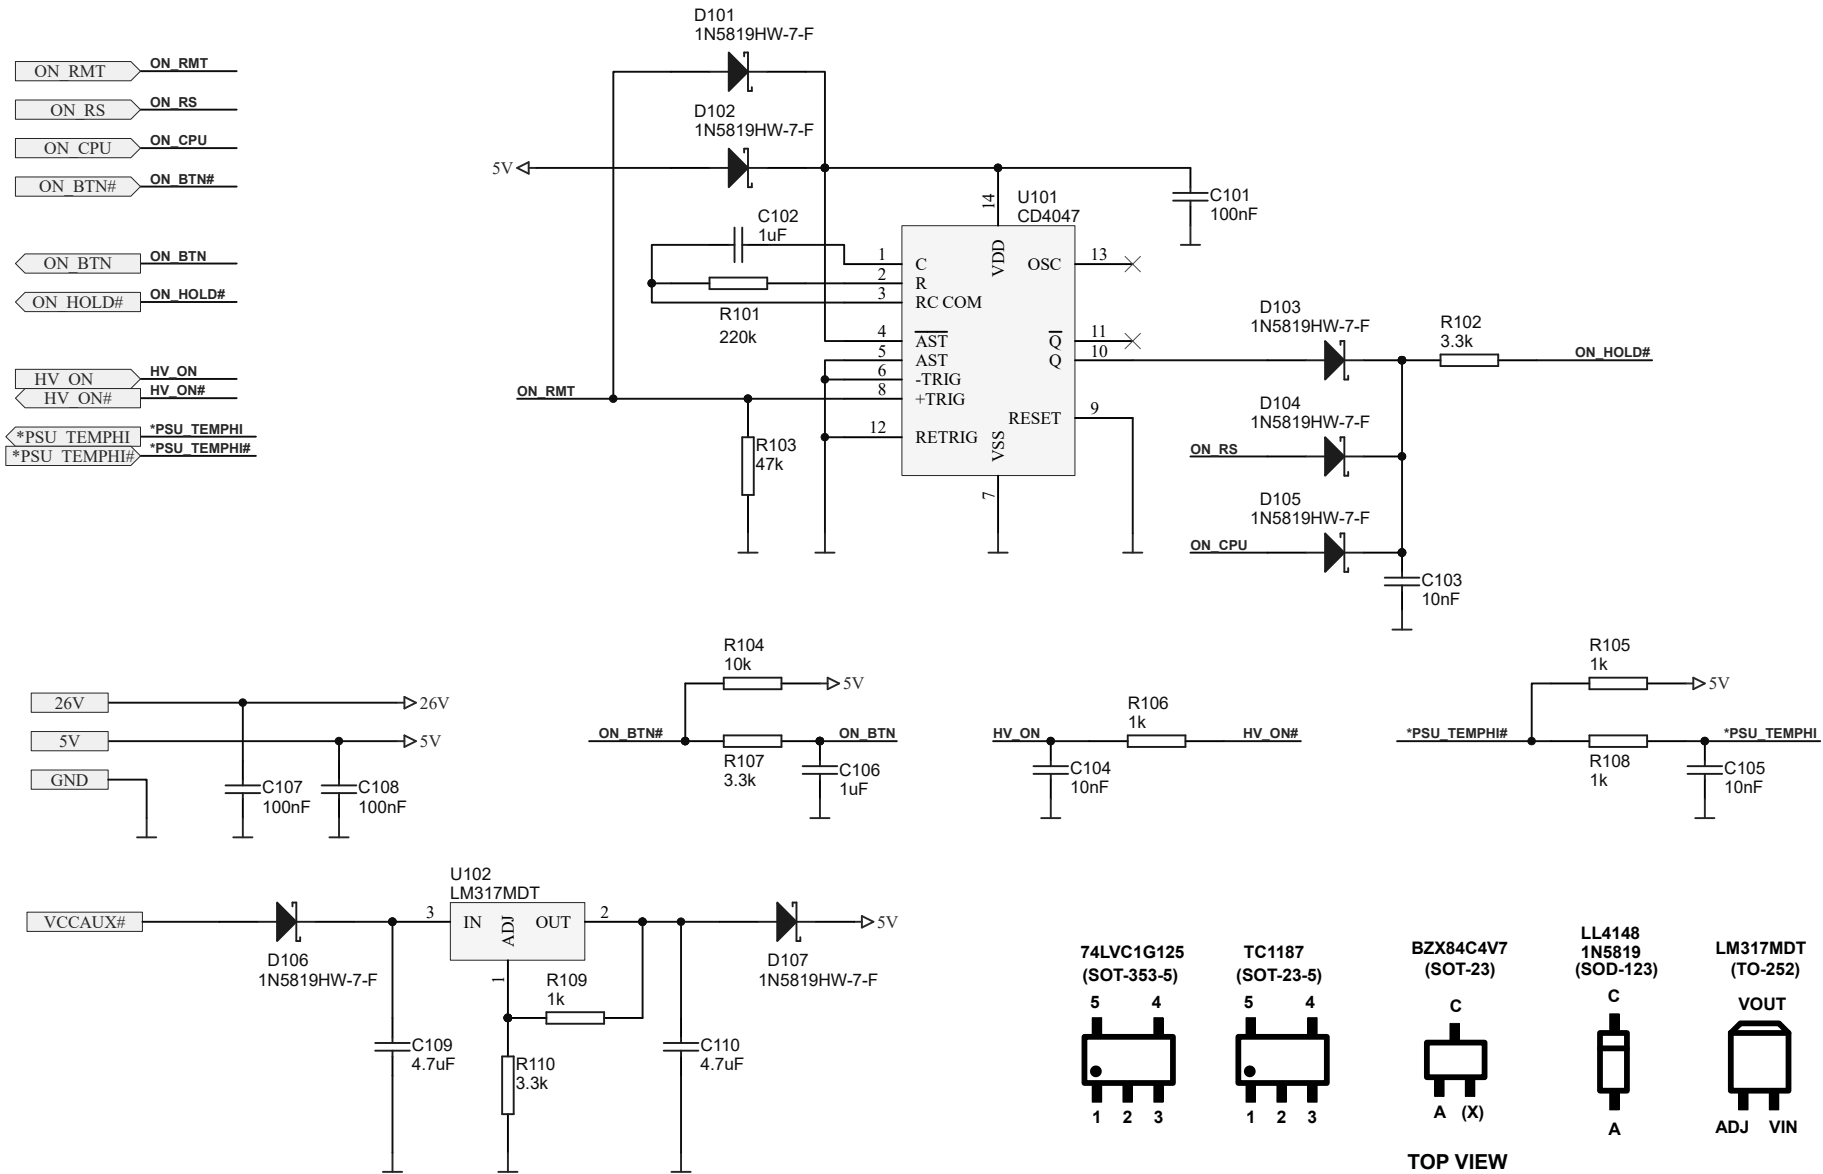 D101
1N5819HW-7-F
ON_RMT ON_RMT
ON_RS ON_RS
ON_CPU ON_CPU
ON_BTN# ON_BTN#
ON_BTN ON_BTN
ON_HOLD# ON_HOLD#
HV_ON HV_ON
HV_ON# HV_ON#
*PSU_TEMPHI *PSU_TEMPHI
*PSU_TEMPHI# *PSU_TEMPHI#
D102
1N5819HW-7-F
5V
C102
1uF
R101
220k
ON_RMT
R103
47k
U101
CD4047
14
VDD
1 C
2 R
3 RC COM
4 AST
5 AST
6 -TRIG
8 +TRIG
12 RETRIG
OSC 13
Q 11
Q 10
RESET 9
VSS
7
C101
100nF
D103
1N5819HW-7-F
R102
3.3k
ON_HOLD#
D104
1N5819HW-7-F
ON_RS
D105
1N5819HW-7-F
ON_CPU
C103
10nF
26V 26V
5V 5V
GND
C107
100nF
C108
100nF
R104
10k
5V
ON_BTN# ON_BTN
R107
3.3k
C106
1uF
R106
1k
HV_ON HV_ON#
C104
10nF
R105
1k
5V
*PSU_TEMPHI# *PSU_TEMPHI
R108
1k
C105
10nF
U102
LM317MDT
VCCAUX#
3 IN ADJ OUT 2
1
5V
D106
1N5819HW-7-F
R109
1k
D107
1N5819HW-7-F
C109
4.7uF
R110
3.3k
C110
4.7uF
74LVC1G125
(SOT-353-5)
5 4
1 2 3
TC1187
(SOT-23-5)
5 4
1 2 3
BZX84C4V7
(SOT-23)
C
A (X)
LL4148
1N5819
(SOD-123)
C
A
LM317MDT
(TO-252)
VOUT
ADJ VIN
TOP VIEW